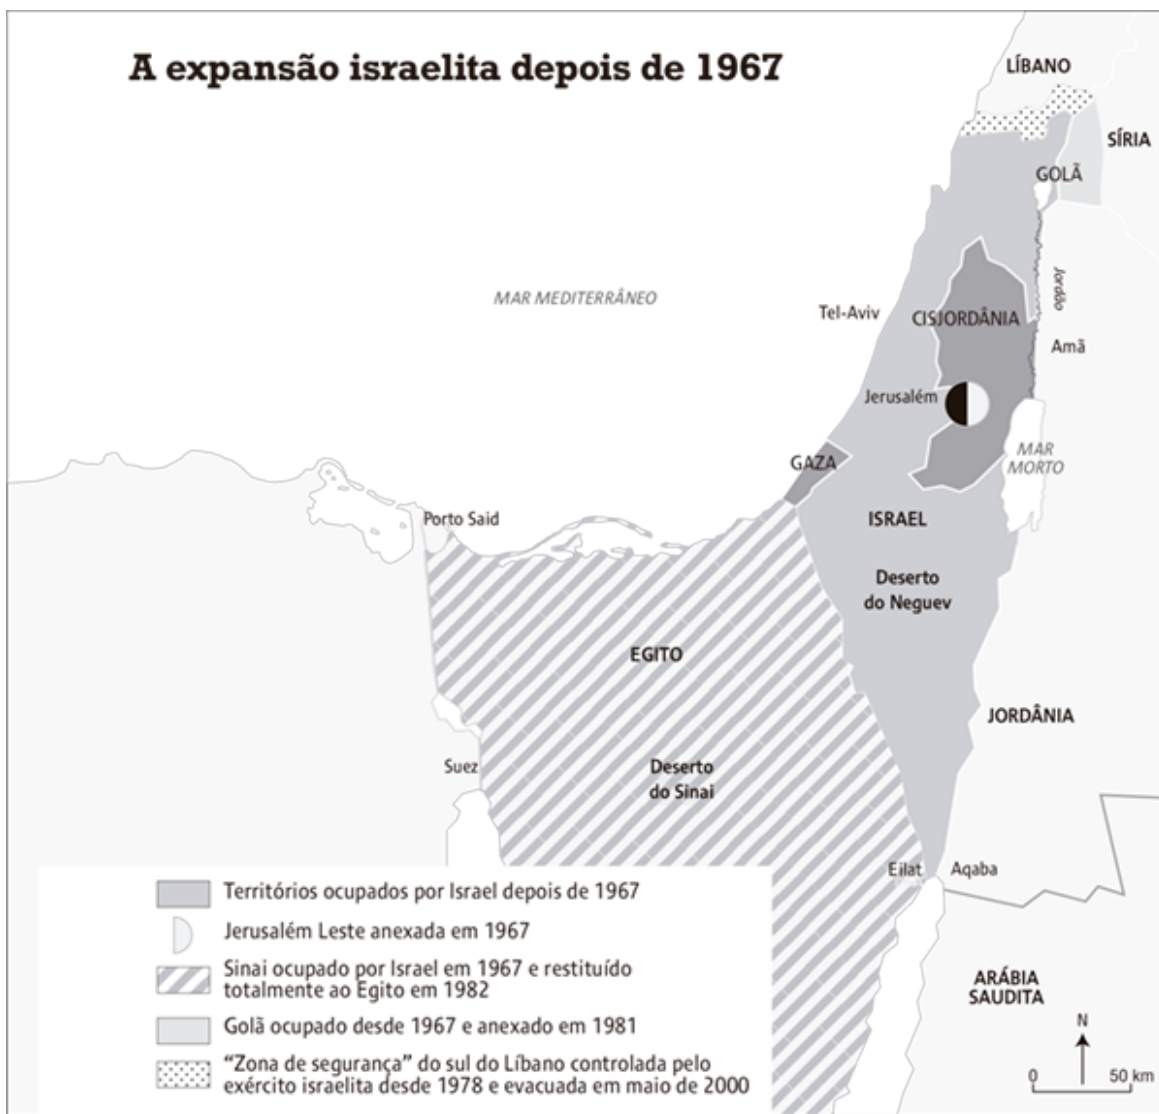 A expansão israelita depois de 1967
LÍBANO
SÍRIA
GOLÃ
MAR MEDITERRÂNEO
Jordão
Tel-Aviv
CISJORDÂNIA
Amã
Jerusalém
MAR
MORTO
GAZA
Porto Said
ISRAEL
Deserto
do Neguev
EGITO
JORDÂNIA
Suez
Deserto
do Sinai
Eilat
Aqaba
Territórios ocupados por Israel depois de 1967
Jerusalém Leste anexada em 1967
Sinai ocupado por Israel em 1967 e restituído
totalmente ao Egito em 1982
Golã ocupado desde 1967 e anexado em 1981
“Zona de segurança” do sul do Líbano controlada pelo
exército israelita desde 1978 e evacuada em maio de 2000
ARÁBIA
SAUDITA
N
0 50 km